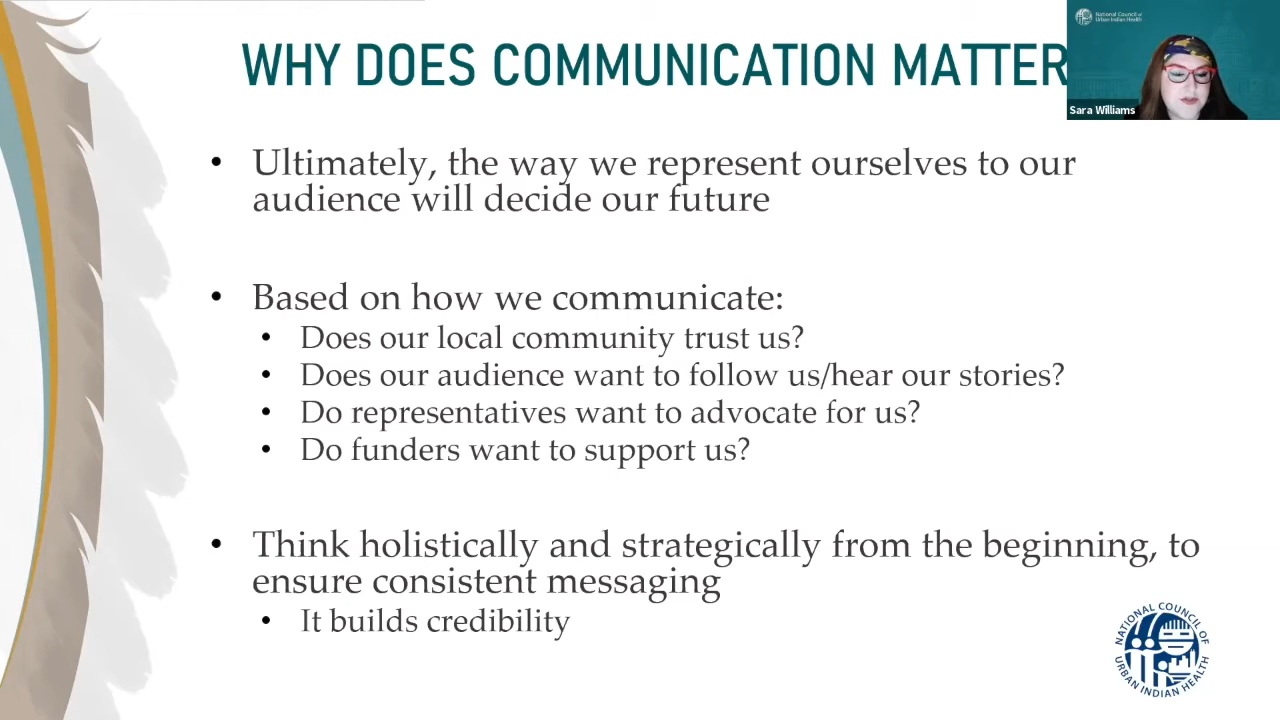 WHY DOES COMMUNICATION MATTER
National Council of
Urban Indian Health
Sara Williams
• Ultimately, the way we represent ourselves to our
audience will decide our future
• Based on how we communicate:
• Does our local community trust us?
• Does our audience want to follow us/hear our stories?
• Do representatives want to advocate for us?
• Do funders want to support us?
• Think holistically and strategically from the beginning, to
ensure consistent messaging
• It builds credibility
NATIONAL COUNCIL OF
URBAN INDIAN HEALTH